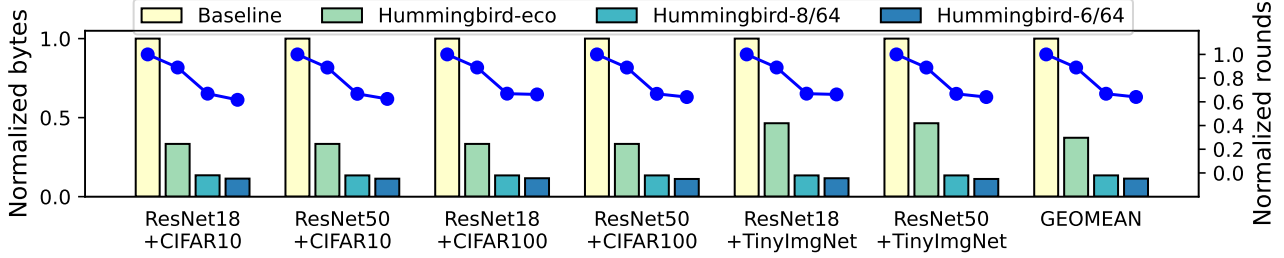 Baseline Hummingbird-eco Hummingbird-8/64 Hummingbird-6/64
Normalized bytes
1.0
0.5
0.0
ResNet18
+CIFAR10
ResNet50
+CIFAR10
ResNet18
+CIFAR100
ResNet50
+CIFAR100
ResNet18
+TinyImgNet
ResNet50
+TinyImgNet
GEOMEAN
1.0
0.8
0.6
0.4
0.2
0.0
Normalized rounds